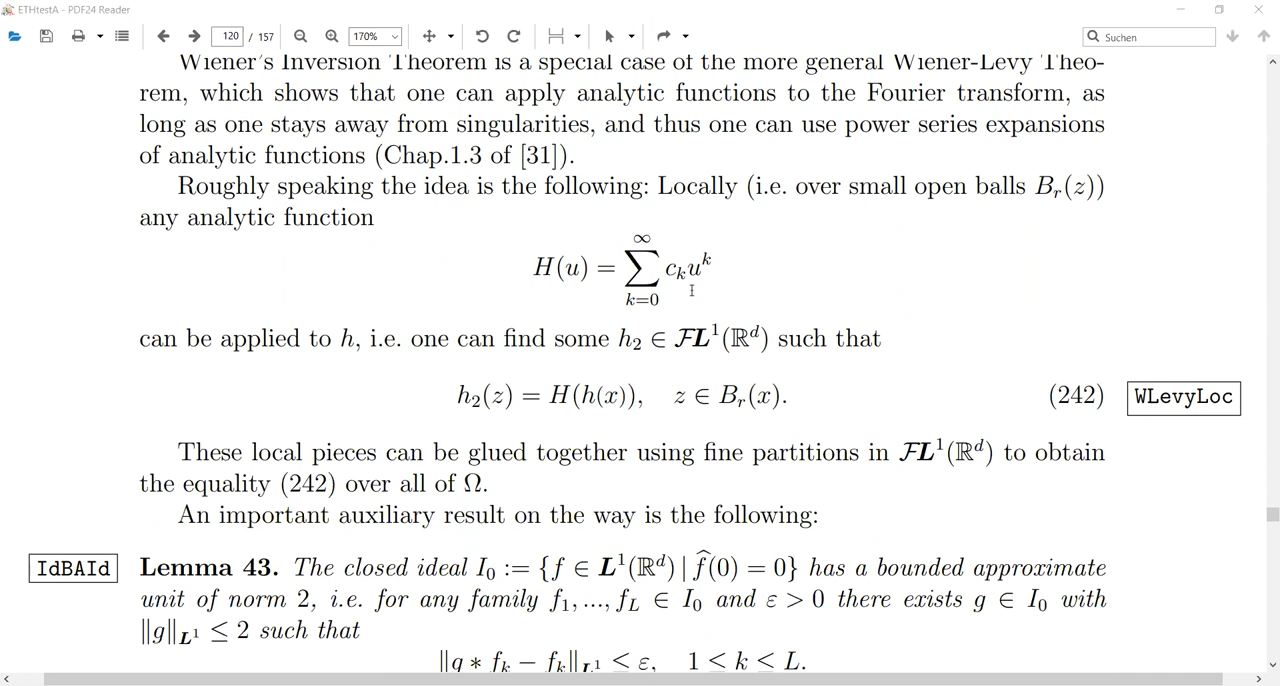 ETHtestA - PDF24 Reader
120 / 157 170% Suchen
Wiener's Inversion Theorem is a special case of the more general Wiener-Levy Theo-
rem, which shows that one can apply analytic functions to the Fourier transform, as
long as one stays away from singularities, and thus one can use power series expansions
of analytic functions (Chap.1.3 of [31]).
Roughly speaking the idea is the following: Locally (i.e. over small open balls B_r(z))
any analytic function
H(u) = ∑_{k=0}^{∞} c_k u^k
can be applied to h, i.e. one can find some h_2 ∈ 𝓕L^1(ℝ^d) such that
h_2(z) = H(h(x)), z ∈ B_r(x). (242) WLevyLoc
These local pieces can be glued together using fine partitions in 𝓕L^1(ℝ^d) to obtain
the equality (242) over all of Ω.
An important auxiliary result on the way is the following:
IdBAId Lemma 43. The closed ideal I_0 := {f ∈ L^1(ℝ^d) | f̂(0) = 0} has a bounded approximate
unit of norm 2, i.e. for any family f_1, ..., f_L ∈ I_0 and ε > 0 there exists g ∈ I_0 with
‖g‖_{L^1} ≤ 2 such that
‖g * f_k − f_k‖_{L^1} ≤ ε, 1 ≤ k ≤ L.